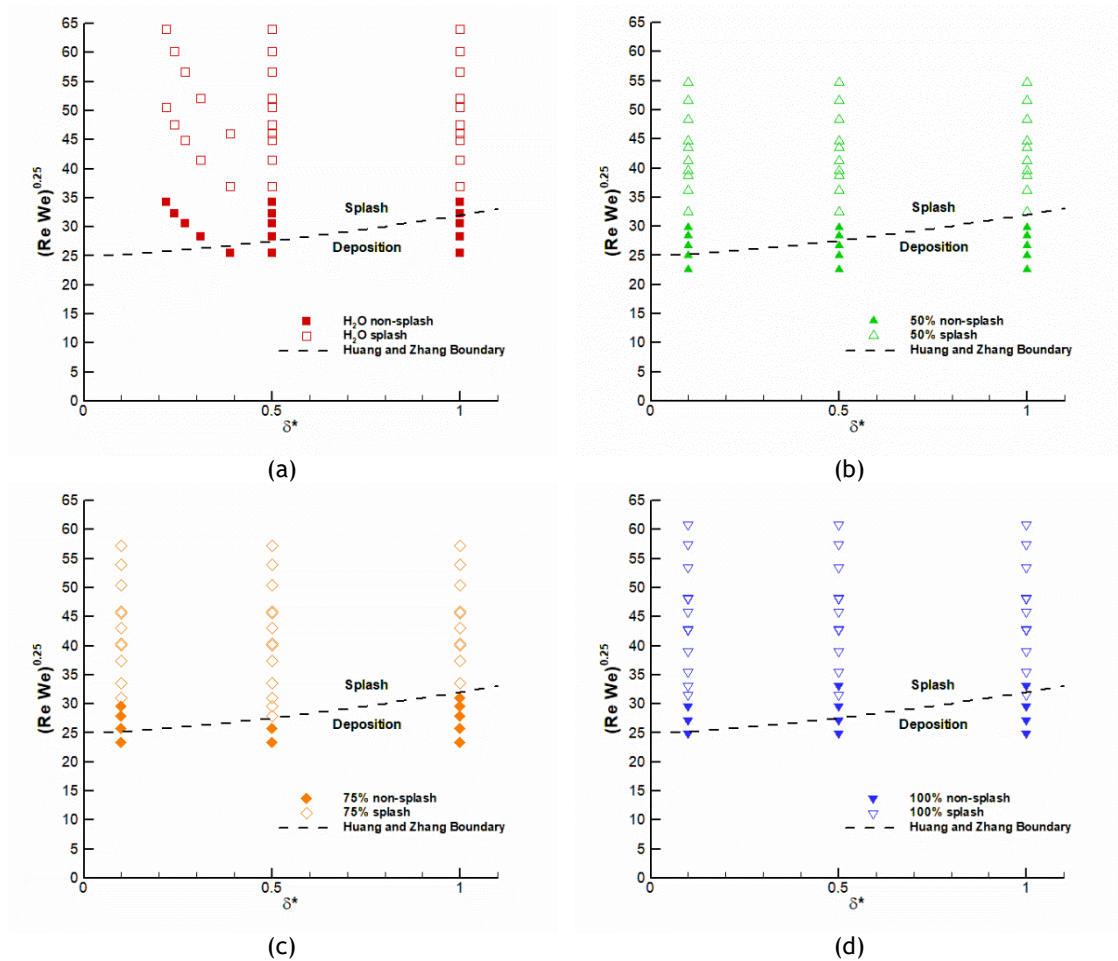 65
60
55
50
45
40
35
30
25
20
15
10
5
0
(Re We)^0.25
Splash
Deposition
H₂O non-splash
H₂O splash
Huang and Zhang Boundary
0 0.5 1
δ*
(a)
65
60
55
50
45
40
35
30
25
20
15
10
5
0
(Re We)^0.25
Splash
Deposition
50% non-splash
50% splash
Huang and Zhang Boundary
0 0.5 1
δ*
(b)
65
60
55
50
45
40
35
30
25
20
15
10
5
0
(Re We)^0.25
Splash
Deposition
75% non-splash
75% splash
Huang and Zhang Boundary
0 0.5 1
δ*
(c)
65
60
55
50
45
40
35
30
25
20
15
10
5
0
(Re We)^0.25
Splash
Deposition
100% non-splash
100% splash
Huang and Zhang Boundary
0 0.5 1
δ*
(d)